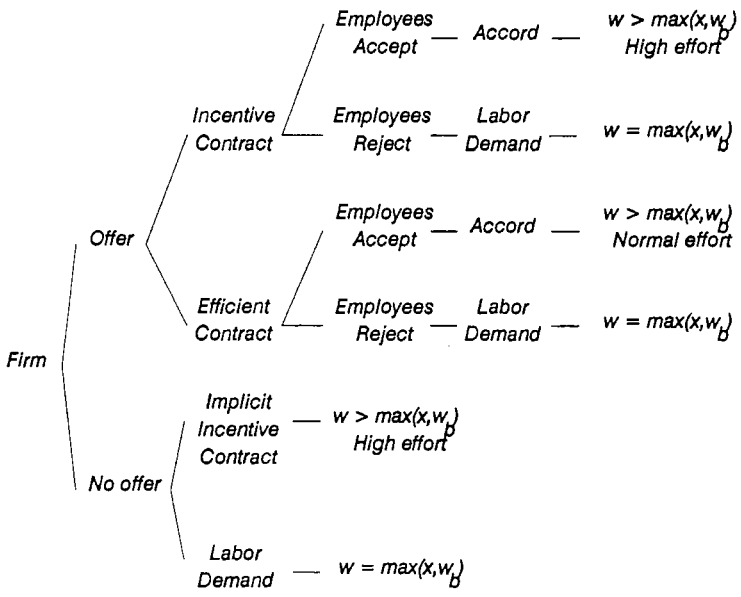 Employees Accept — Accord — w > max(x,w_b) High effort
Incentive Contract
Employees Reject — Labor Demand — w = max(x,w_b)
Offer
Employees Accept — Accord — w > max(x,w_b) Normal effort
Efficient Contract
Employees Reject — Labor Demand — w = max(x,w_b)
Firm
Implicit Incentive Contract — w > max(x,w_b) High effort
No offer
Labor Demand — w = max(x,w_b)